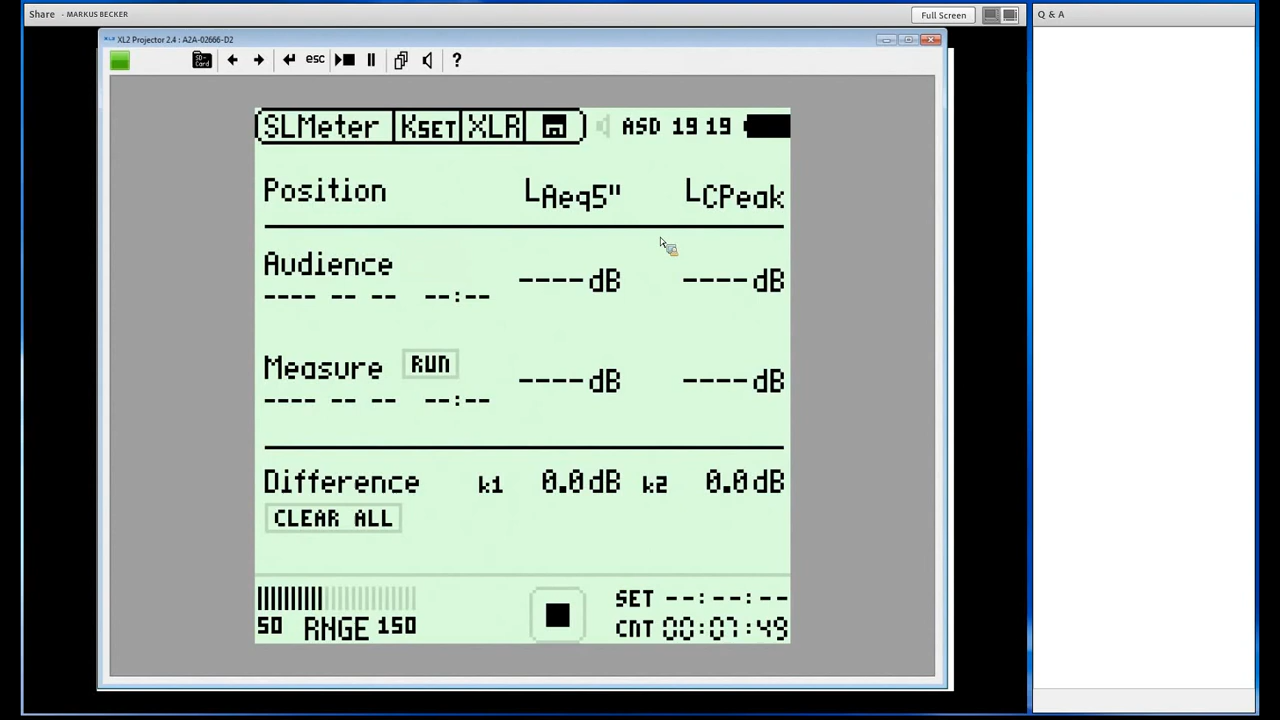 Share - MARKUS BECKER
Full Screen
Q & A
XL2 Projector 2.4 : A2A-02666-D2
SD-Card
esc
?
SLMeter KSET XLR
ASD 19 19
Position LAeq5" LCPeak
Audience
---- -- -- --:-- ----dB ----dB
Measure RUN
---- -- -- --:-- ----dB ----dB
Difference k1 0.0dB k2 0.0dB
CLEAR ALL
SET --:--:--
50 RNGE 150
CNT 00:07:49